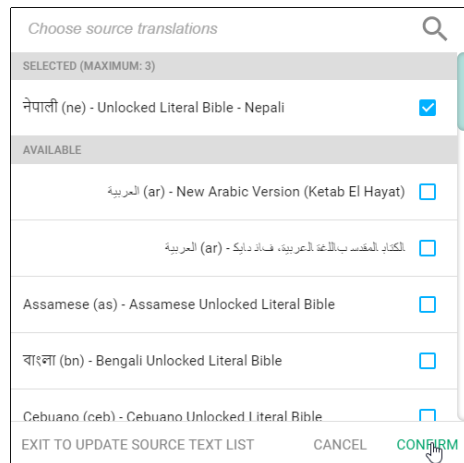 Choose source translations
SELECTED (MAXIMUM: 3)
नेपाली (ne) - Unlocked Literal Bible - Nepali
AVAILABLE
العربية (ar) - New Arabic Version (Ketab El Hayat)
العربية (ar) - الكتاب المقدس باللغة العربية، فان دايك
Assamese (as) - Assamese Unlocked Literal Bible
বাংলা (bn) - Bengali Unlocked Literal Bible
Cebuano (ceb) - Cebuano Unlocked Literal Bible
EXIT TO UPDATE SOURCE TEXT LIST CANCEL CONFIRM